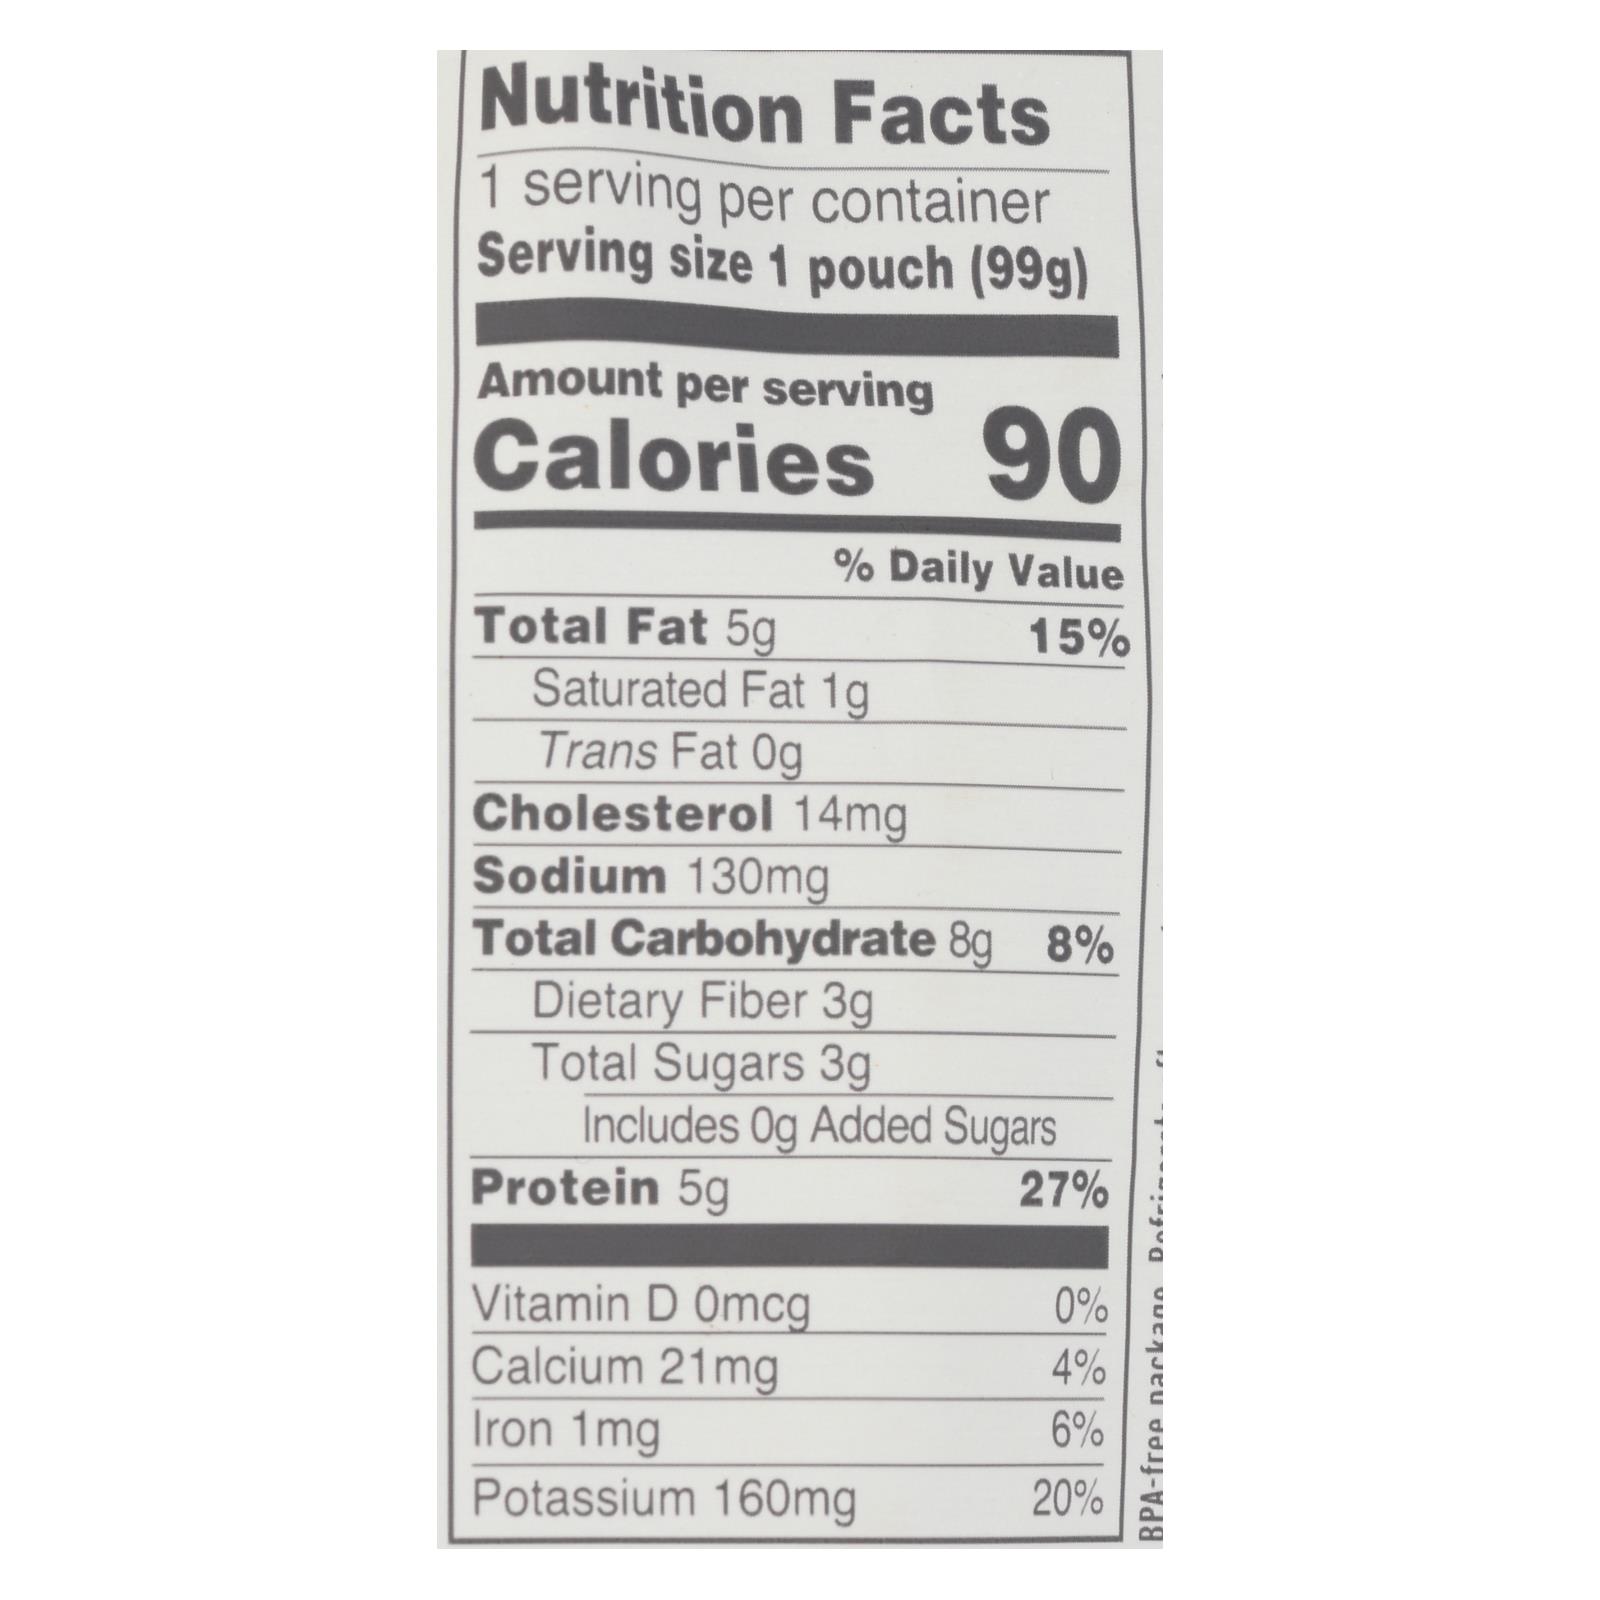 Nutrition Facts
1 serving per container
Serving size 1 pouch (99g)
Amount per serving
Calories 90
% Daily Value
Total Fat 5g 15%
Saturated Fat 1g
Trans Fat 0g
Cholesterol 14mg
Sodium 130mg
Total Carbohydrate 8g 8%
Dietary Fiber 3g
Total Sugars 3g
Includes 0g Added Sugars
Protein 5g 27%
Vitamin D 0mcg 0%
Calcium 21mg 4%
Iron 1mg 6%
Potassium 160mg 20%
BPA-free package.